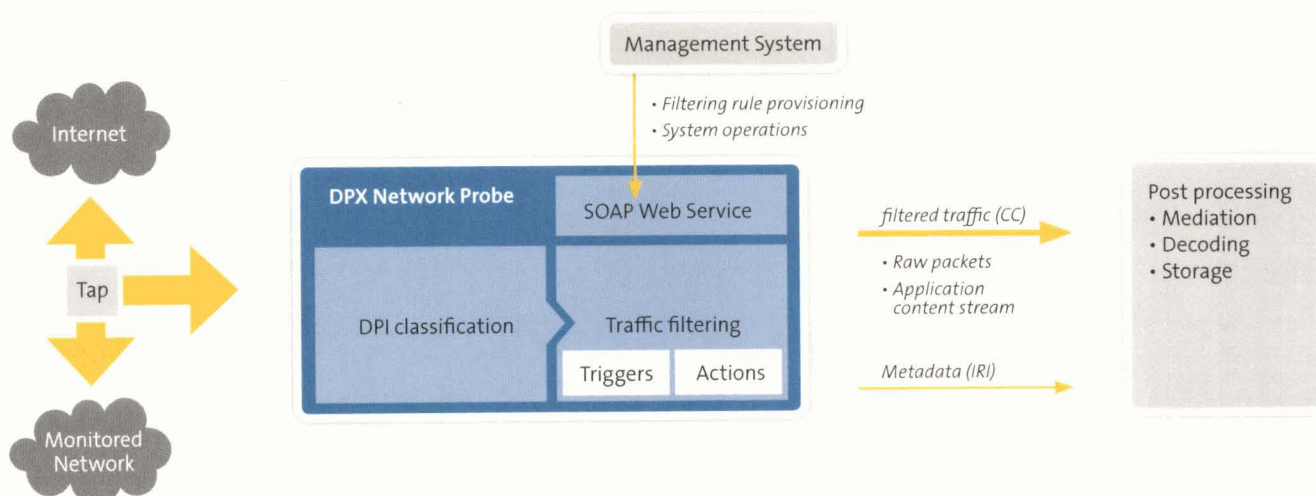 Management System
• Filtering rule provisioning
• System operations
Internet
Tap
Monitored
Network
DPX Network Probe
SOAP Web Service
DPI classification
Traffic filtering
Triggers
Actions
filtered traffic (CC)
• Raw packets
• Application
content stream
Metadata (IRI)
Post processing
• Mediation
• Decoding
• Storage